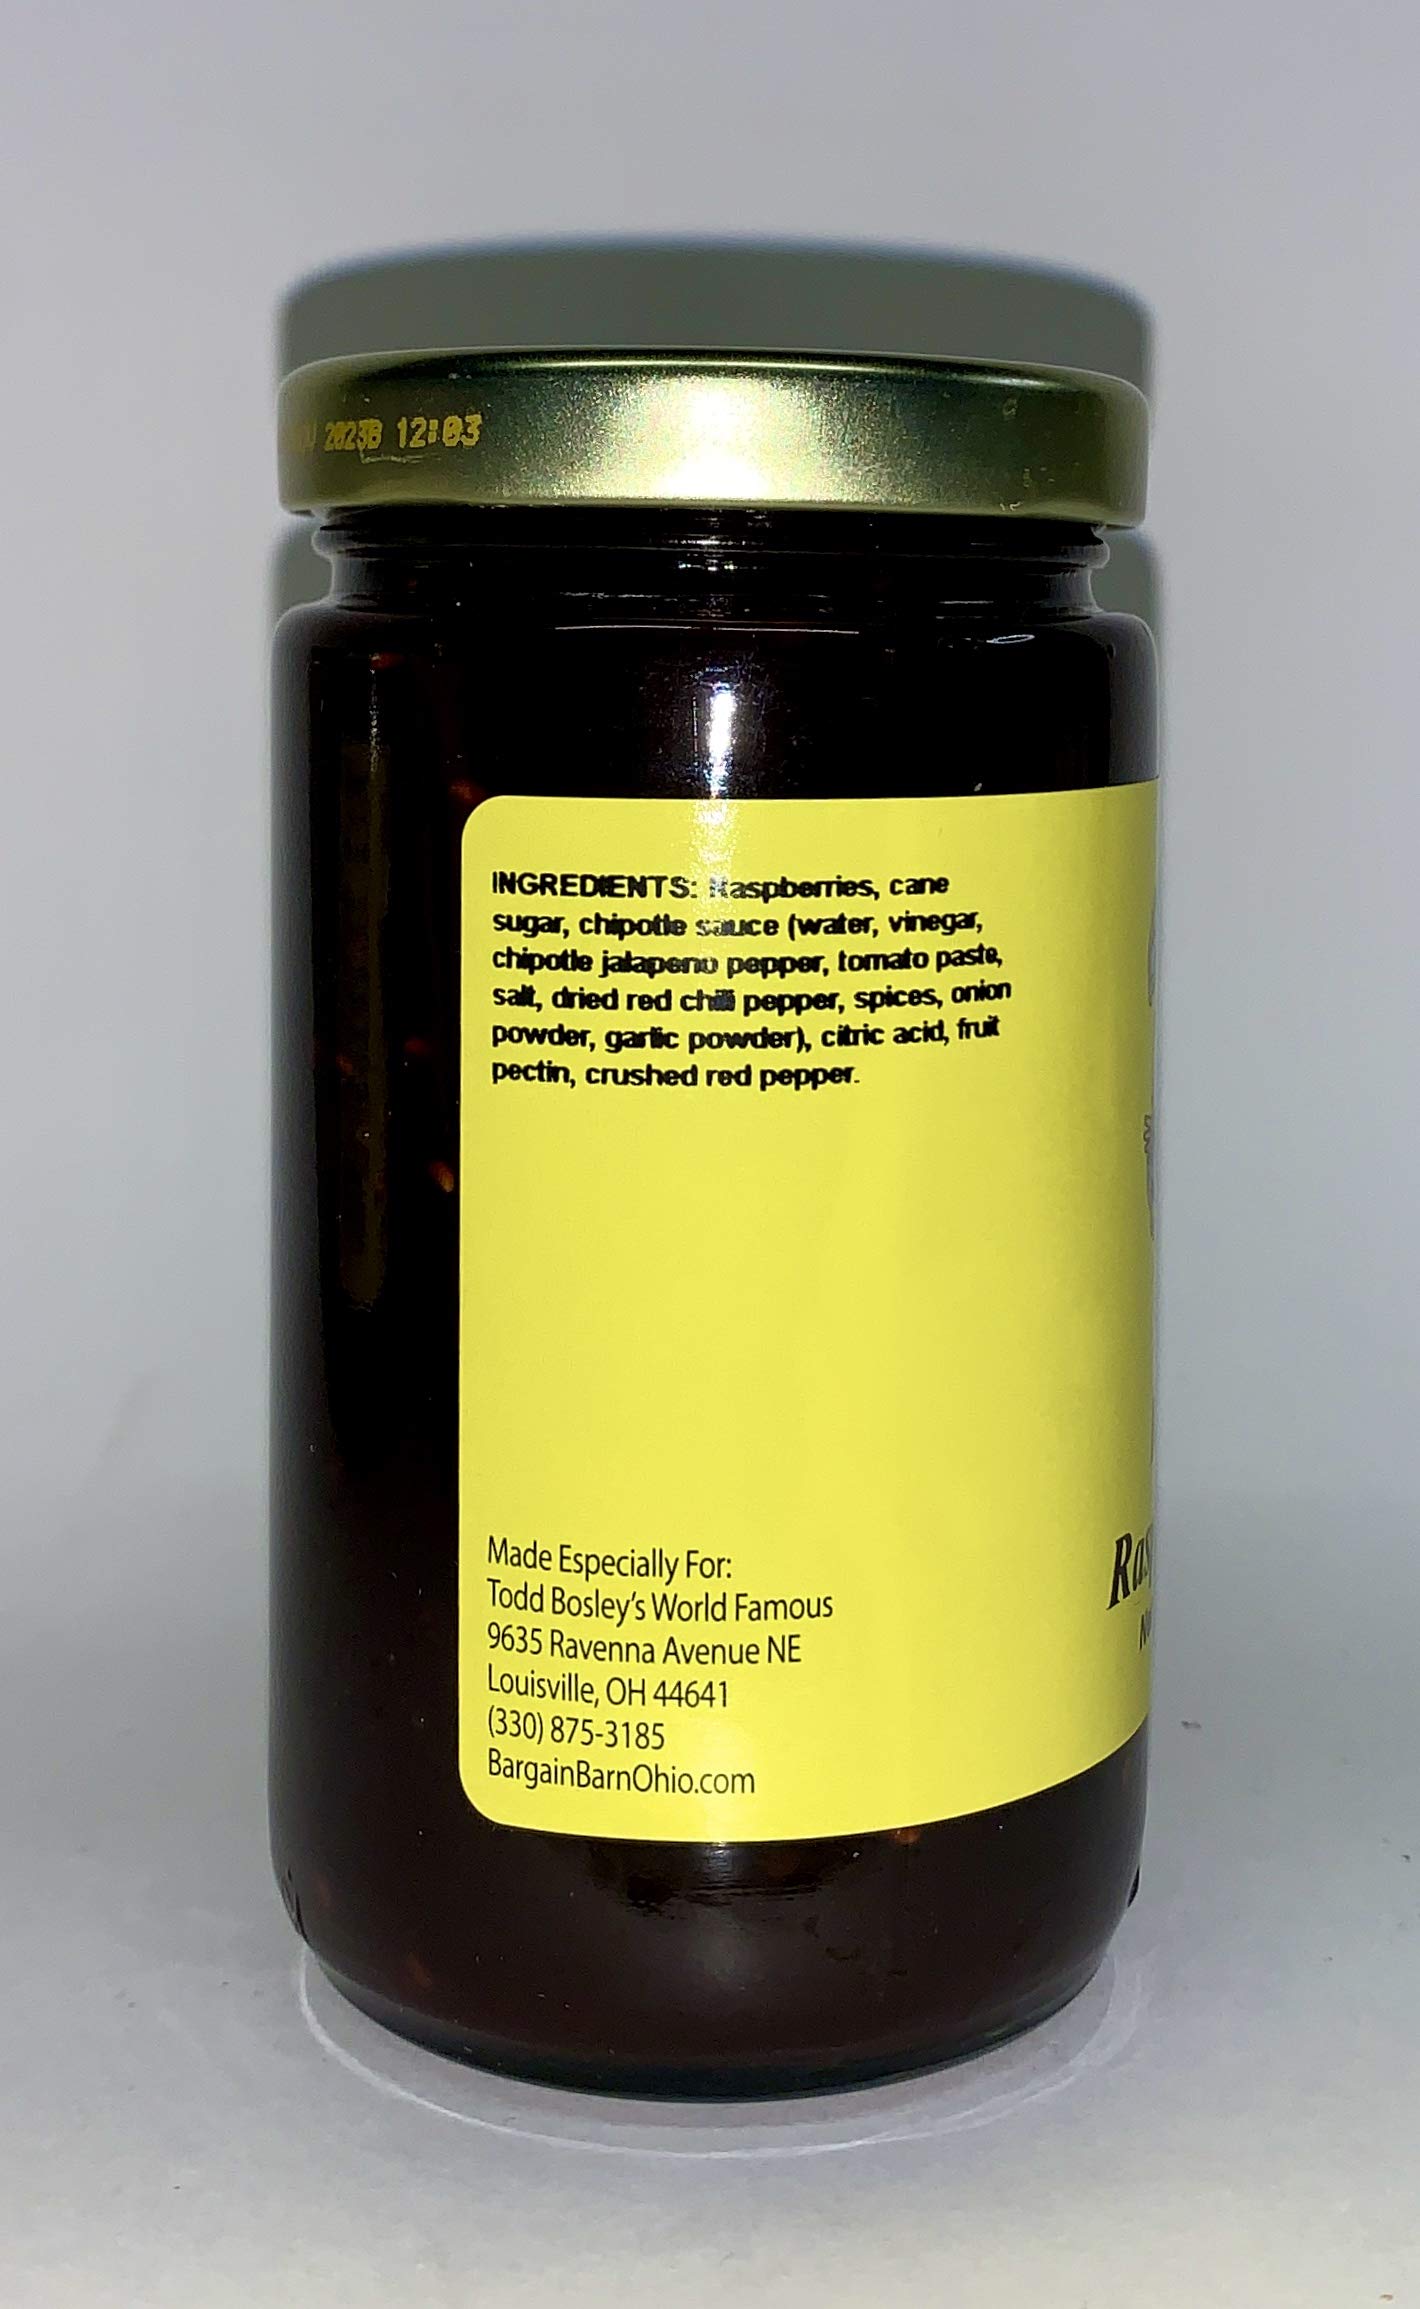 2023B 12:03
INGREDIENTS: Raspberries, cane
sugar, chipotle sauce (water, vinegar,
chipotle jalapeno pepper, tomato paste,
salt, dried red chili pepper, spices, onion
powder, garlic powder), citric acid, fruit
pectin, crushed red pepper.
Made Especially For:
Todd Bosley's World Famous
9635 Ravenna Avenue NE
Louisville, OH 44641
(330) 875-3185
BargainBarnOhio.com